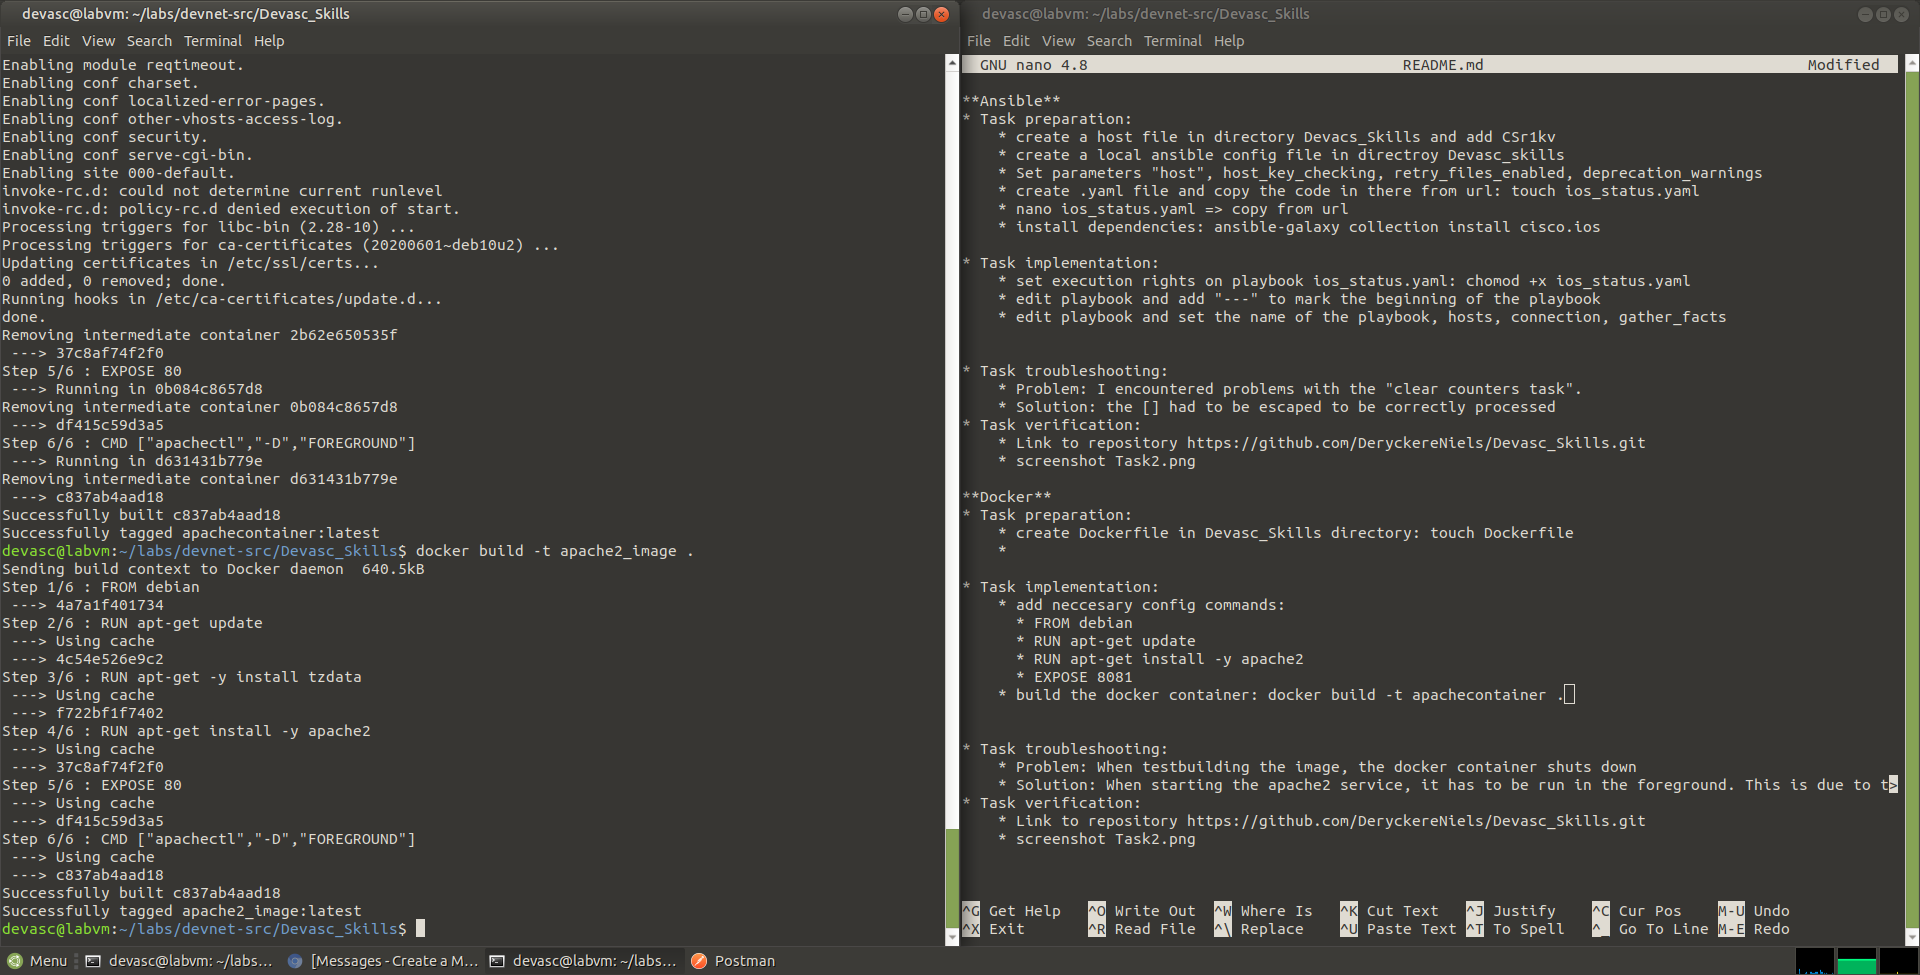 devasc@labvm: ~/labs/devnet-src/Devasc_Skills
File Edit View Search Terminal Help
Enabling module reqtimeout.
Enabling conf charset.
Enabling conf localized-error-pages.
Enabling conf other-vhosts-access-log.
Enabling conf security.
Enabling conf serve-cgi-bin.
Enabling site 000-default.
invoke-rc.d: could not determine current runlevel
invoke-rc.d: policy-rc.d denied execution of start.
Processing triggers for libc-bin (2.28-10) ...
Processing triggers for ca-certificates (20200601~deb10u2) ...
Updating certificates in /etc/ssl/certs...
0 added, 0 removed; done.
Running hooks in /etc/ca-certificates/update.d...
done.
Removing intermediate container 2b62e650535f
 ---> 37c8af74f2f0
Step 5/6 : EXPOSE 80
 ---> Running in 0b084c8657d8
Removing intermediate container 0b084c8657d8
 ---> df415c59d3a5
Step 6/6 : CMD ["apachectl","-D","FOREGROUND"]
 ---> Running in d631431b779e
Removing intermediate container d631431b779e
 ---> c837ab4aad18
Successfully built c837ab4aad18
Successfully tagged apachecontainer:latest
devasc@labvm:~/labs/devnet-src/Devasc_Skills$ docker build -t apache2_image .
Sending build context to Docker daemon  640.5kB
Step 1/6 : FROM debian
 ---> 4a7a1f401734
Step 2/6 : RUN apt-get update
 ---> Using cache
 ---> 4c54e526e9c2
Step 3/6 : RUN apt-get -y install tzdata
 ---> Using cache
 ---> f722bf1f7402
Step 4/6 : RUN apt-get install -y apache2
 ---> Using cache
 ---> 37c8af74f2f0
Step 5/6 : EXPOSE 80
 ---> Using cache
 ---> df415c59d3a5
Step 6/6 : CMD ["apachectl","-D","FOREGROUND"]
 ---> Using cache
 ---> c837ab4aad18
Successfully built c837ab4aad18
Successfully tagged apache2_image:latest
devasc@labvm:~/labs/devnet-src/Devasc_Skills$
devasc@labvm: ~/labs/devnet-src/Devasc_Skills
File Edit View Search Terminal Help
GNU nano 4.8 README.md Modified
**Ansible**
* Task preparation:
    * create a host file in directory Devacs_Skills and add CSr1kv
    * create a local ansible config file in directroy Devasc_skills
    * Set parameters "host", host_key_checking, retry_files_enabled, deprecation_warnings
    * create .yaml file and copy the code in there from url: touch ios_status.yaml
    * nano ios_status.yaml => copy from url
    * install dependencies: ansible-galaxy collection install cisco.ios
* Task implementation:
    * set execution rights on playbook ios_status.yaml: chomod +x ios_status.yaml
    * edit playbook and add "---" to mark the beginning of the playbook
    * edit playbook and set the name of the playbook, hosts, connection, gather_facts
* Task troubleshooting:
    * Problem: I encountered problems with the "clear counters task".
    * Solution: the [] had to be escaped to be correctly processed
* Task verification:
    * Link to repository https://github.com/DeryckereNiels/Devasc_Skills.git
    * screenshot Task2.png
**Docker**
* Task preparation:
    * create Dockerfile in Devasc_Skills directory: touch Dockerfile
    *
* Task implementation:
    * add neccesary config commands:
      * FROM debian
      * RUN apt-get update
      * RUN apt-get install -y apache2
      * EXPOSE 8081
    * build the docker container: docker build -t apachecontainer .
* Task troubleshooting:
    * Problem: When testbuilding the image, the docker container shuts down
    * Solution: When starting the apache2 service, it has to be run in the foreground. This is due to t>
* Task verification:
    * Link to repository https://github.com/DeryckereNiels/Devasc_Skills.git
    * screenshot Task2.png
^G Get Help ^O Write Out ^W Where Is ^K Cut Text ^J Justify ^C Cur Pos M-U Undo
^X Exit ^R Read File ^\ Replace ^U Paste Text ^T To Spell ^_ Go To Line M-E Redo
Menu devasc@labvm: ~/labs... [Messages - Create a M... devasc@labvm: ~/labs... Postman